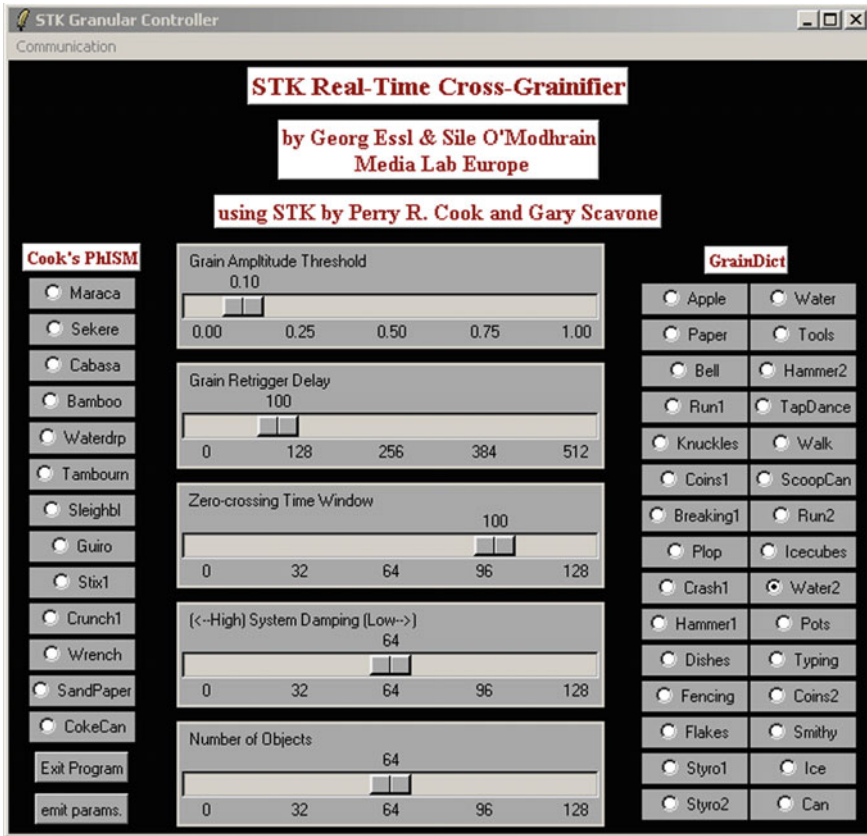 STK Granular Controller
Communication
STK Real-Time Cross-Grainifier
by Georg Essl & Sile O'Modhrain
Media Lab Europe
using STK by Perry R. Cook and Gary Scavone
Cook's PhISM
Maraca
Sekere
Cabasa
Bamboo
Waterdrp
Tambourn
Sleighbl
Guiro
Stix1
Crunch1
Wrench
SandPaper
CokeCan
Exit Program
emit params.
Grain Ampltitude Threshold
0.10
0.00 0.25 0.50 0.75 1.00
Grain Retrigger Delay
100
0 128 256 384 512
Zero-crossing Time Window
100
0 32 64 96 128
(<--High) System Damping (Low-->)
64
0 32 64 96 128
Number of Objects
64
0 32 64 96 128
GrainDict
Apple Water
Paper Tools
Bell Hammer2
Run1 TapDance
Knuckles Walk
Coins1 ScoopCan
Breaking1 Run2
Plop Icecubes
Crash1 Water2
Hammer1 Pots
Dishes Typing
Fencing Coins2
Flakes Smithy
Styro1 Ice
Styro2 Can